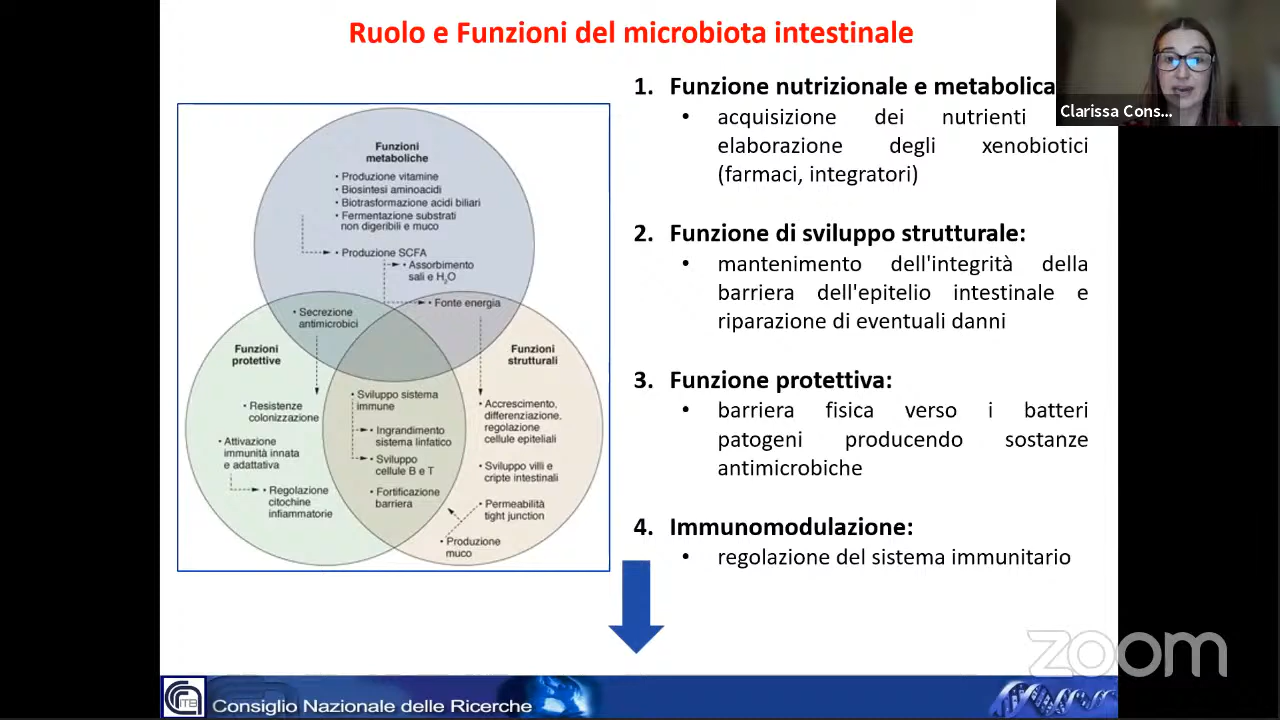 Ruolo e Funzioni del microbiota intestinale
Funzioni
metaboliche
• Produzione vitamine
• Biosintesi aminoacidi
• Biotrasformazione acidi biliari
• Fermentazione substrati
non digeribili e muco
• Produzione SCFA
• Assorbimento
sali e H₂O
• Fonte energia
• Secrezione
antimicrobici
Funzioni
protettive
Funzioni
strutturali
• Resistenze
colonizzazione
• Attivazione
immunità innata
e adattativa
• Regolazione
citochine
infiammatorie
• Sviluppo sistema
immune
• Ingrandimento
sistema linfatico
• Sviluppo
cellule B e T
• Fortificazione
barriera
• Accrescimento,
differenziazione,
regolazione
cellule epiteliali
• Sviluppo villi e
cripte intestinali
• Permeabilità
tight junction
• Produzione
muco
1. Funzione nutrizionale e metabolica
• acquisizione dei nutrienti
elaborazione degli xenobiotici
(farmaci, integratori)
2. Funzione di sviluppo strutturale:
• mantenimento dell'integrità della
barriera dell'epitelio intestinale e
riparazione di eventuali danni
3. Funzione protettiva:
• barriera fisica verso i batteri
patogeni producendo sostanze
antimicrobiche
4. Immunomodulazione:
• regolazione del sistema immunitario
Clarissa Cons...
zoom
ITB
Consiglio Nazionale delle Ricerche